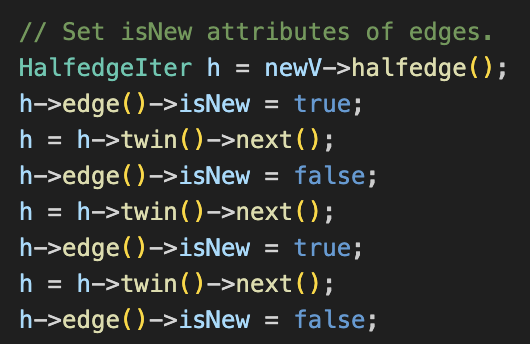 // Set isNew attributes of edges.
HalfedgeIter h = newV->halfedge();
h->edge()->isNew = true;
h = h->twin()->next();
h->edge()->isNew = false;
h = h->twin()->next();
h->edge()->isNew = true;
h = h->twin()->next();
h->edge()->isNew = false;